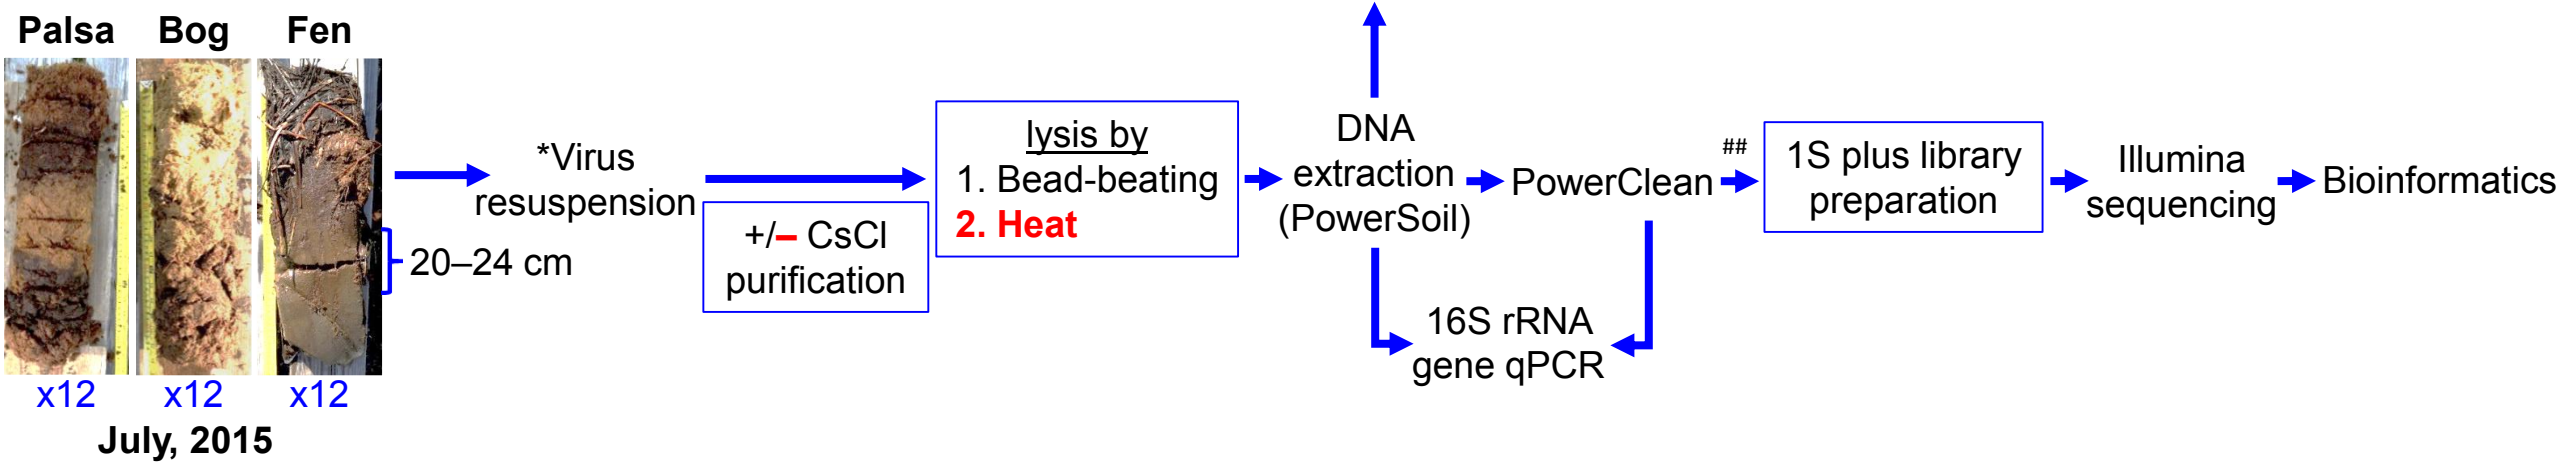 Palsa Bog Fen
x12 x12 x12
July, 2015
20–24 cm
*Virus
resuspension
+/– CsCl
purification
lysis by
1. Bead-beating
2. Heat
DNA
extraction
(PowerSoil)
16S rRNA
gene qPCR
PowerClean
##
1S plus library
preparation
Illumina
sequencing
Bioinformatics